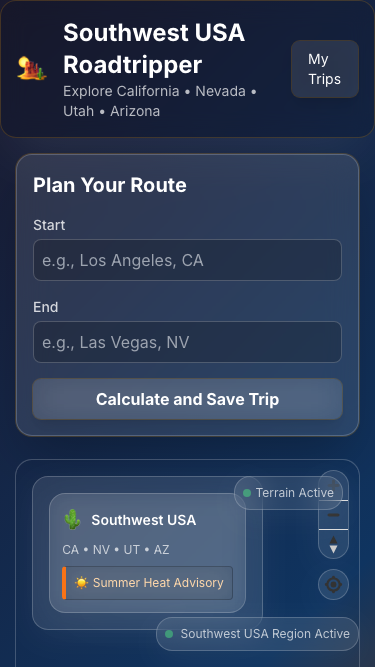 Southwest USA
Roadtripper
Explore California • Nevada •
Utah • Arizona
My
Trips
Plan Your Route
Start
e.g., Los Angeles, CA
End
e.g., Las Vegas, NV
Calculate and Save Trip
Terrain Active
Southwest USA
CA • NV • UT • AZ
Summer Heat Advisory
Southwest USA Region Active